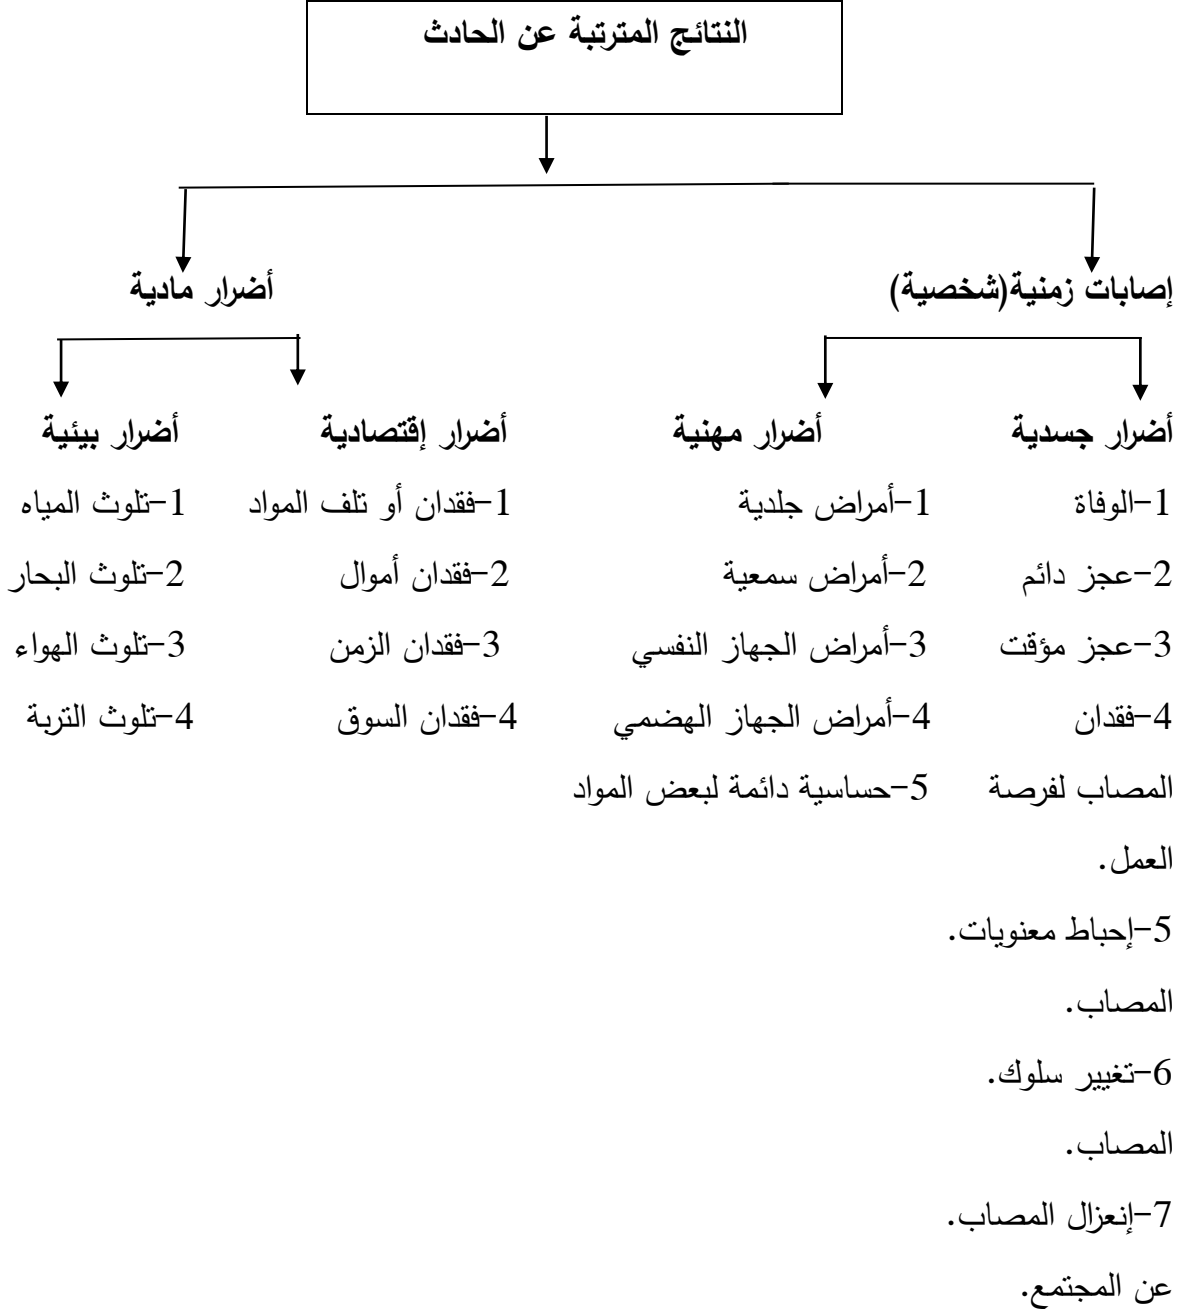 النتائج المترتبة عن الحادث
إصابات زمنية(شخصية) أضرار مادية
أضرار جسدية أضرار مهنية أضرار إقتصادية أضرار بيئية
1-الوفاة 1-أمراض جلدية 1-فقدان أو تلف المواد 1-تلوث المياه
2-عجز دائم 2-أمراض سمعية 2-فقدان أموال 2-تلوث البحار
3-عجز مؤقت 3-أمراض الجهاز النفسي 3-فقدان الزمن 3-تلوث الهواء
4-فقدان 4-أمراض الجهاز الهضمي 4-فقدان السوق 4-تلوث التربة
المصاب لفرصة 5-حساسية دائمة لبعض المواد
العمل.
5-إحباط معنويات.
المصاب.
6-تغيير سلوك.
المصاب.
7-إنعزال المصاب.
عن المجتمع.